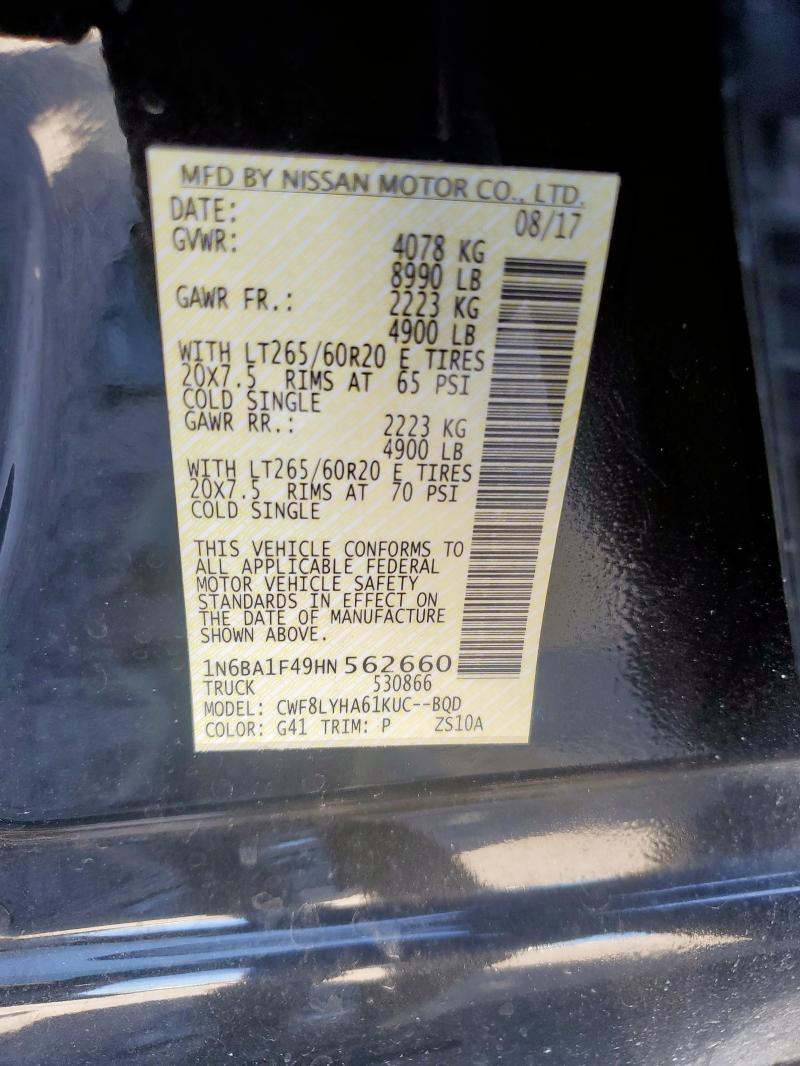 MFD BY NISSAN MOTOR CO., LTD.
DATE: 08/17
GVWR: 4078 KG
8990 LB
GAWR FR.: 2223 KG
4900 LB
WITH LT265/60R20 E TIRES
20X7.5 RIMS AT 65 PSI
COLD SINGLE
GAWR RR.: 2223 KG
4900 LB
WITH LT265/60R20 E TIRES
20X7.5 RIMS AT 70 PSI
COLD SINGLE
THIS VEHICLE CONFORMS TO
ALL APPLICABLE FEDERAL
MOTOR VEHICLE SAFETY
STANDARDS IN EFFECT ON
THE DATE OF MANUFACTURE
SHOWN ABOVE.
1N6BA1F49HN 562660
TRUCK 530866
MODEL: CWF8LYHA61KUC--BQD
COLOR: G41 TRIM: P ZS10A